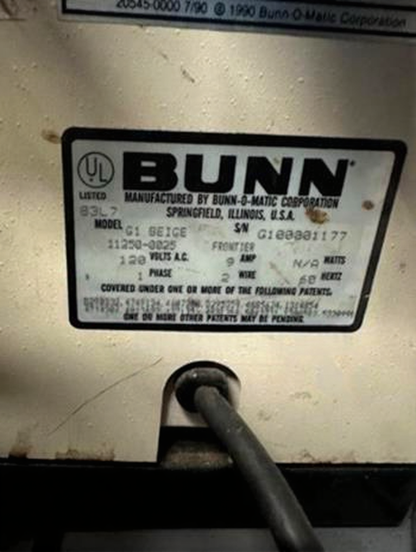 20545-0000 7/90 © 1990 Bunn-O-Matic Corporation
UL
LISTED
83L7
BUNN®
MANUFACTURED BY BUNN-O-MATIC CORPORATION
SPRINGFIELD, ILLINOIS, U.S.A.
MODEL G1 BEIGE S/N G100001177
11250-0025 FRONTIER
120 VOLTS A.C. 9 AMP N/A WATTS
1 PHASE 2 WIRE 60 HERTZ
COVERED UNDER ONE OR MORE OF THE FOLLOWING PATENTS.
ONE OR MORE OTHER PATENTS MAY BE PENDING.